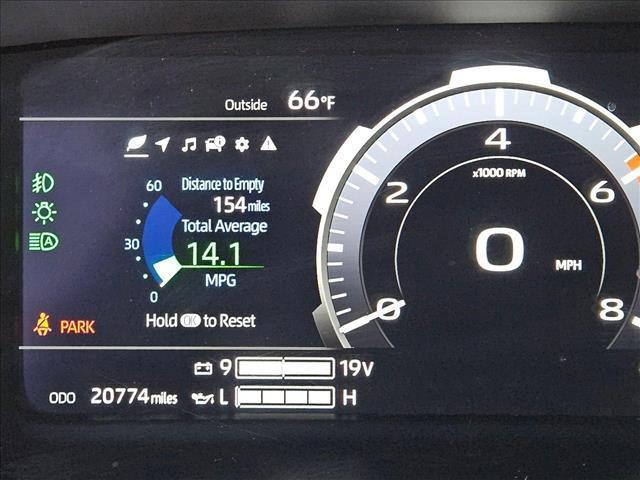 Outside 66°F
60 Distance to Empty
154 miles
Total Average
30 14.1
MPG
0
Hold OK to Reset
PARK
9 19V
ODO 20774 miles L H
4
x1000 RPM
2 6
0 MPH
0 8
A